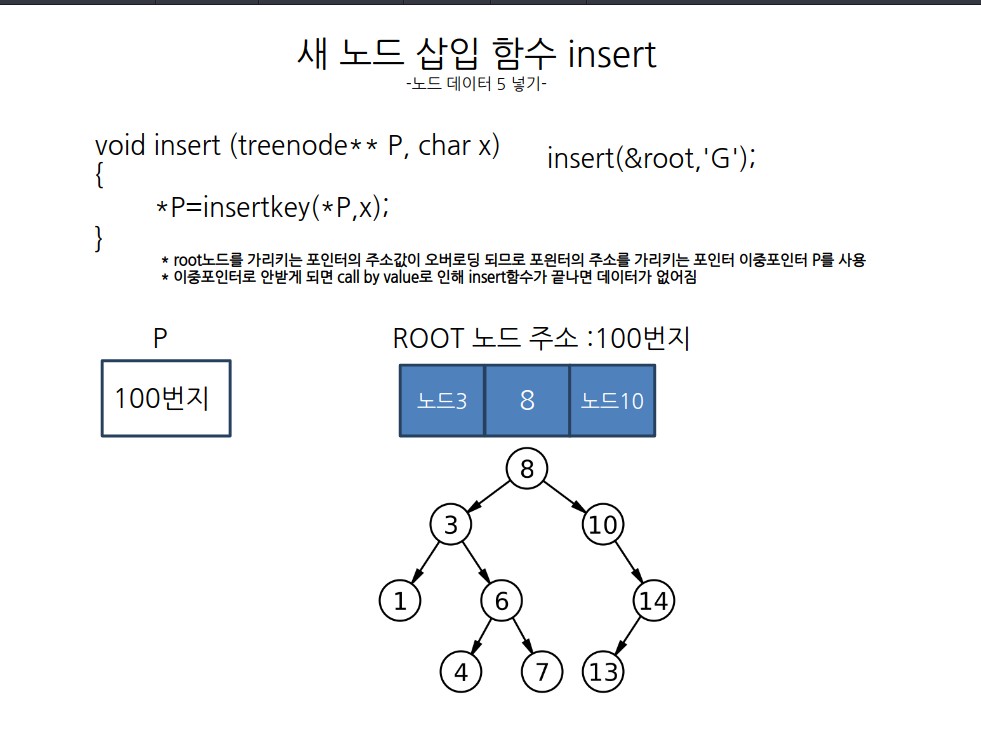 새 노드 삽입 함수 insert
-노드 데이터 5 넣기-
void insert (treenode** P, char x)
insert(&root,'G');
{
*P=insertkey(*P,x);
}
* root노드를 가리키는 포인터의 주소값이 오버로딩 되므로 포인터의 주소를 가리키는 포인터 이중포인터 P를 사용
* 이중포인터로 안받게 되면 call by value로 인해 insert함수가 끝나면 데이터가 없어짐
P
ROOT 노드 주소 :100번지
100번지
노드3
8
노드10
8
3
10
1
6
14
4
7
13